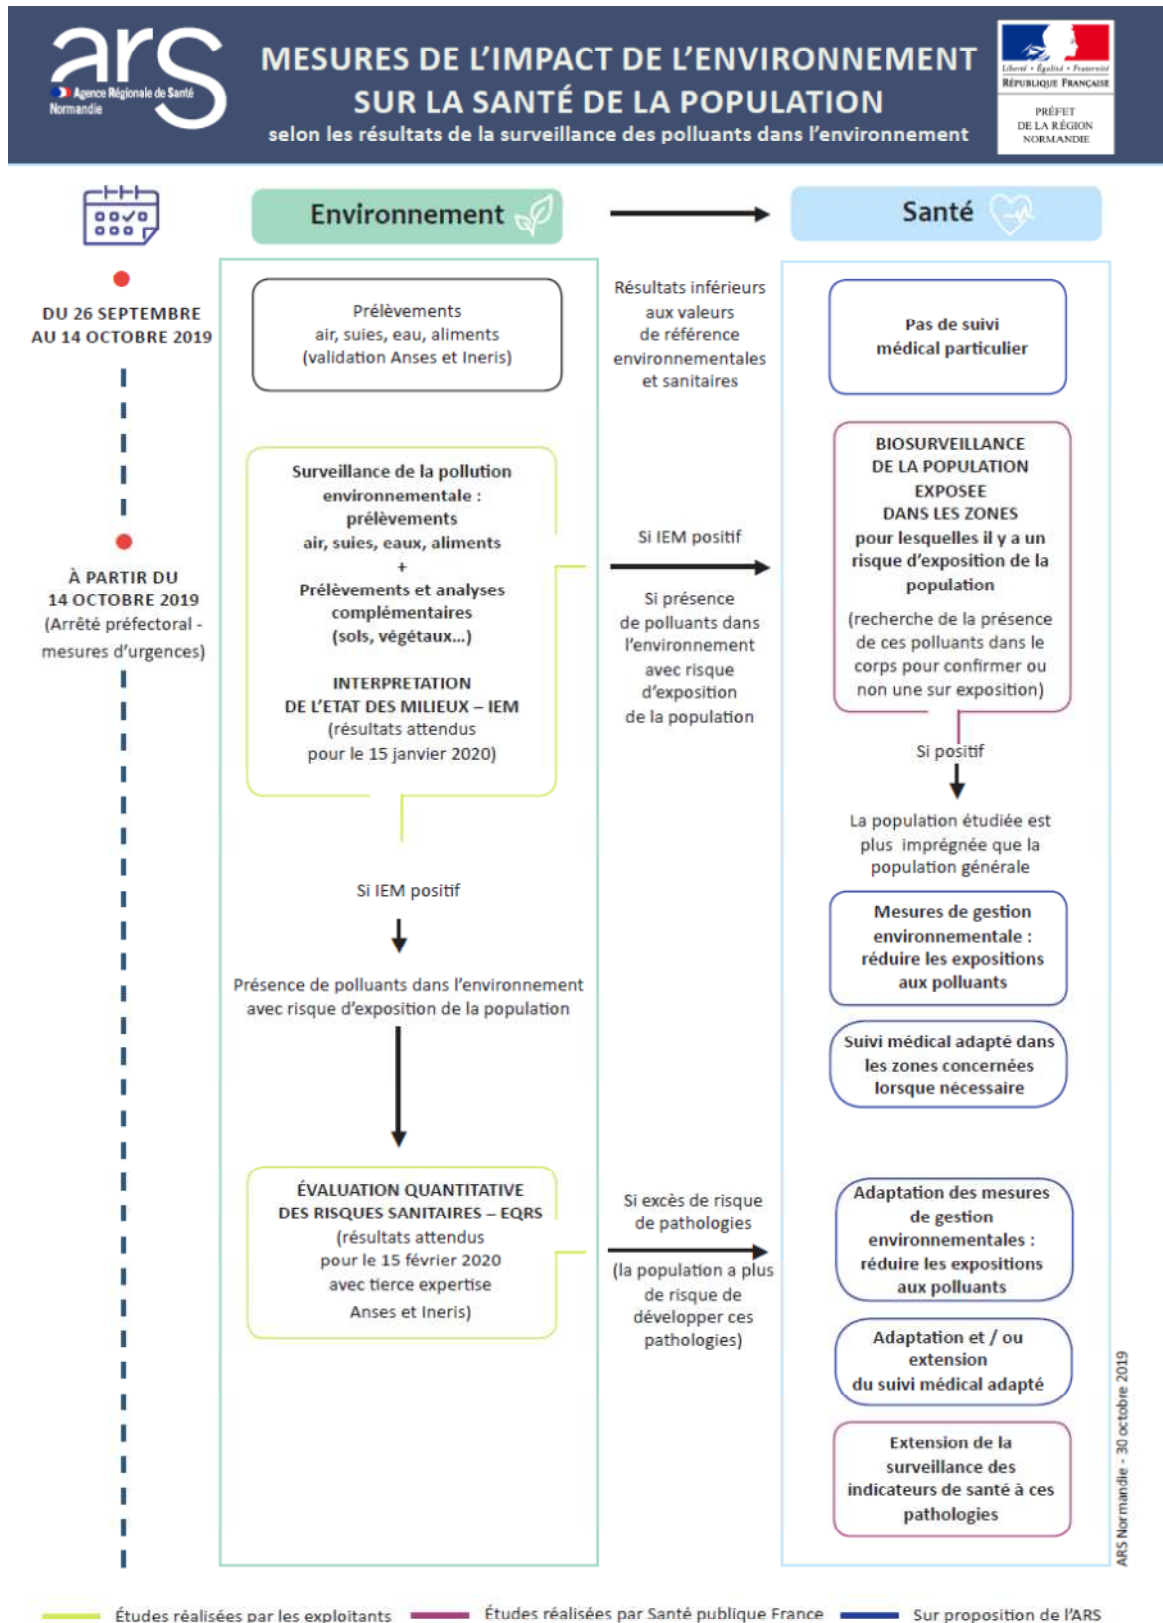 ars
Agence Régionale de Santé
Normandie
MESURES DE L'IMPACT DE L'ENVIRONNEMENT
SUR LA SANTÉ DE LA POPULATION
selon les résultats de la surveillance des polluants dans l'environnement
Liberté • Égalité • Fraternité
RÉPUBLIQUE FRANÇAISE
PRÉFET
DE LA RÉGION
NORMANDIE
Environnement
Santé
DU 26 SEPTEMBRE
AU 14 OCTOBRE 2019
Prélèvements
air, suies, eau, aliments
(validation Anses et Ineris)
Résultats inférieurs
aux valeurs
de référence
environnementales
et sanitaires
Pas de suivi
médical particulier
À PARTIR DU
14 OCTOBRE 2019
(Arrêté préfectoral -
mesures d'urgences)
Surveillance de la pollution
environnementale :
prélèvements
air, suies, eaux, aliments
+
Prélèvements et analyses
complémentaires
(sols, végétaux...)
INTERPRETATION
DE L'ETAT DES MILIEUX – IEM
(résultats attendus
pour le 15 janvier 2020)
Si IEM positif
Si présence
de polluants dans
l'environnement
avec risque
d'exposition
de la population
BIOSURVEILLANCE
DE LA POPULATION
EXPOSEE
DANS LES ZONES
pour lesquelles il y a un
risque d'exposition de la
population
(recherche de la présence
de ces polluants dans le
corps pour confirmer ou
non une sur exposition)
Si positif
La population étudiée est
plus imprégnée que la
population générale
Mesures de gestion
environnementale :
réduire les expositions
aux polluants
Suivi médical adapté dans
les zones concernées
lorsque nécessaire
Si IEM positif
Présence de polluants dans l'environnement
avec risque d'exposition de la population
ÉVALUATION QUANTITATIVE
DES RISQUES SANITAIRES – EQRS
(résultats attendus
pour le 15 février 2020
avec tierce expertise
Anses et Ineris)
Si excès de risque
de pathologies
(la population a plus
de risque de
développer ces
pathologies)
Adaptation des mesures
de gestion
environnementales :
réduire les expositions
aux polluants
Adaptation et / ou
extension
du suivi médical adapté
Extension de la
surveillance des
indicateurs de santé à ces
pathologies
ARS Normandie - 30 octobre 2019
Études réalisées par les exploitants
Études réalisées par Santé publique France
Sur proposition de l'ARS